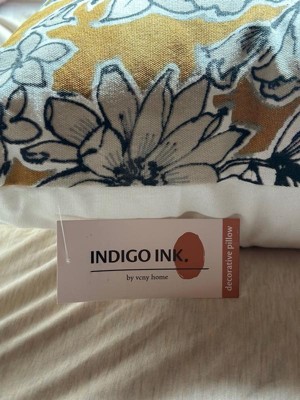 INDIGO INK.
by vcny home
decorative pillow